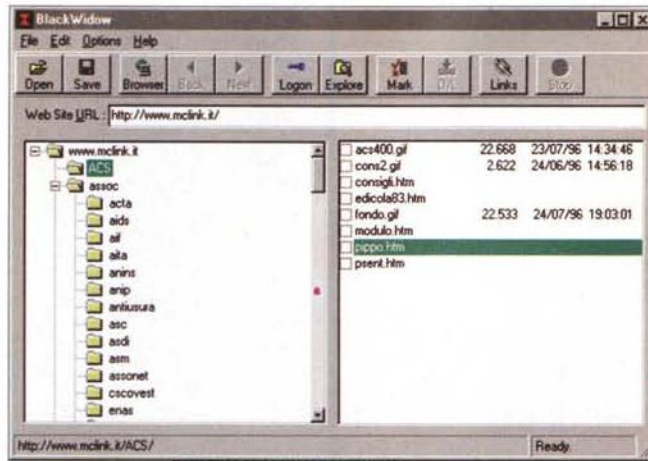 BlackWidow
File Edit Options Help
Open Save Browser Back Next Logon Explore Mark D/L Links Stop
Web Site URL : http://www.mclink.it/
www.mclink.it
ACS
assoc
acta
aids
aif
aita
anins
anip
antiusura
asc
asdi
asm
assonet
cscovest
enas
acs400.gif 22.668 23/07/96 14:34:46
cons2.gif 2.622 24/06/96 14:56:18
consigli.htm
edicola83.htm
fondo.gif 22.533 24/07/96 19:03:01
modulo.htm
pippo.htm
psent.htm
http://www.mclink.it/ACS/ Ready